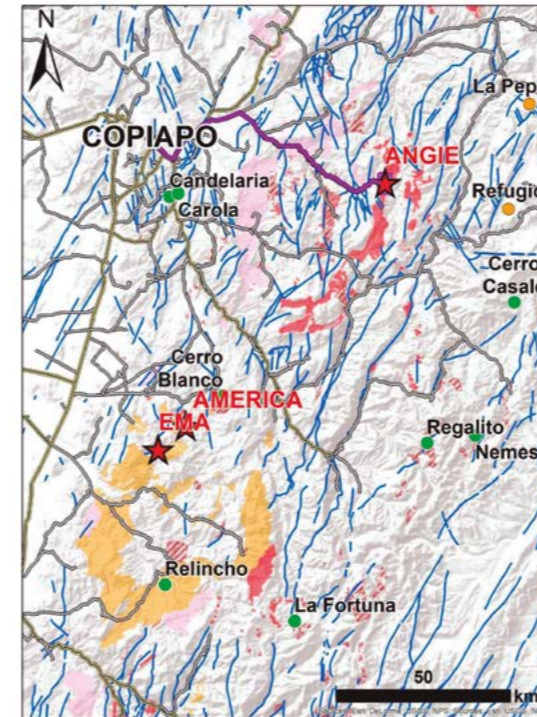 N
La Pep
COPIAPO
ANGIE
Candelaria
Carola
Refugio
Cerro
Casale
Cerro
Blanco
AMERICA
EMA
Regalito
Nemes
Relincho
La Fortuna
50
km